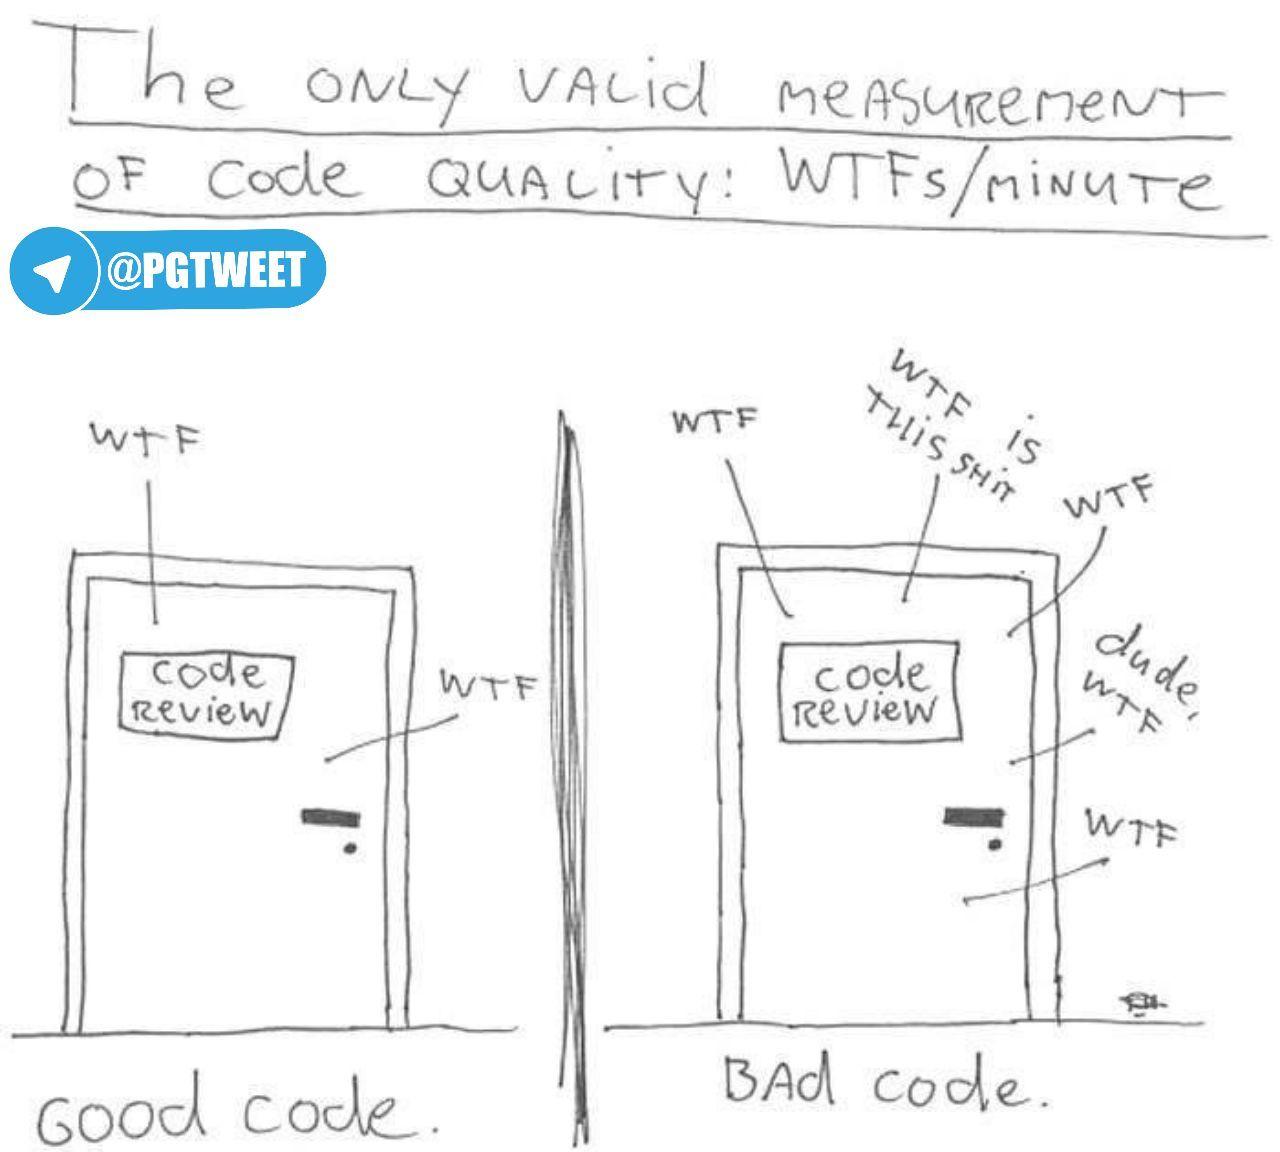 The ONLY VALid meASUREMENT
OF Code QUALiTY: WTFs/MiNUTE
@PGTWEET
WTF
Code
REViEW
WTF
GOOD Code.
WTF
WTF iS
THiS SHiT
WTF
Code
REViEW
dude,
WTF
WTF
BAd Code.